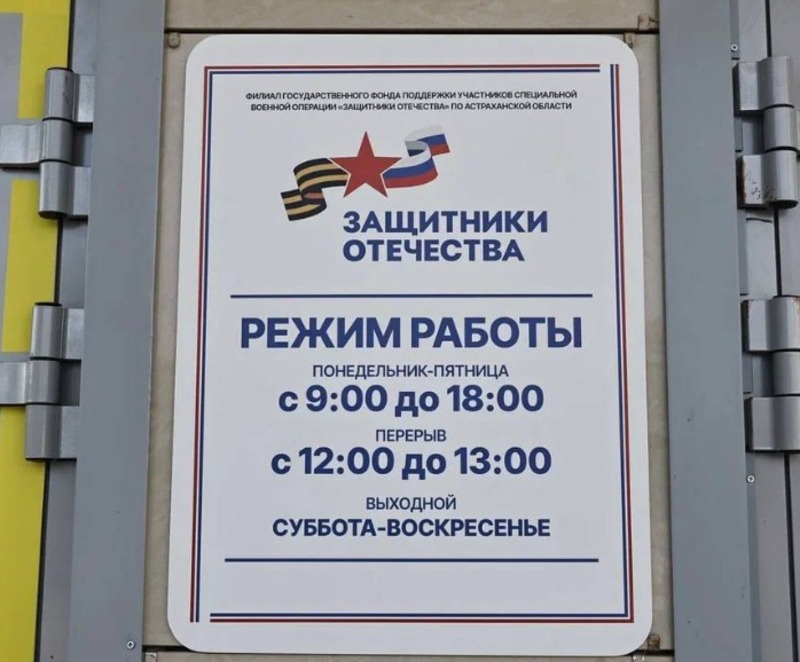 ФИЛИАЛ ГОСУДАРСТВЕННОГО ФОНДА ПОДДЕРЖКИ УЧАСТНИКОВ СПЕЦИАЛЬНОЙ
ВОЕННОЙ ОПЕРАЦИИ «ЗАЩИТНИКИ ОТЕЧЕСТВА» ПО АСТРАХАНСКОЙ ОБЛАСТИ
ЗАЩИТНИКИ
ОТЕЧЕСТВА
РЕЖИМ РАБОТЫ
ПОНЕДЕЛЬНИК-ПЯТНИЦА
с 9:00 до 18:00
ПЕРЕРЫВ
с 12:00 до 13:00
ВЫХОДНОЙ
СУББОТА-ВОСКРЕСЕНЬЕ